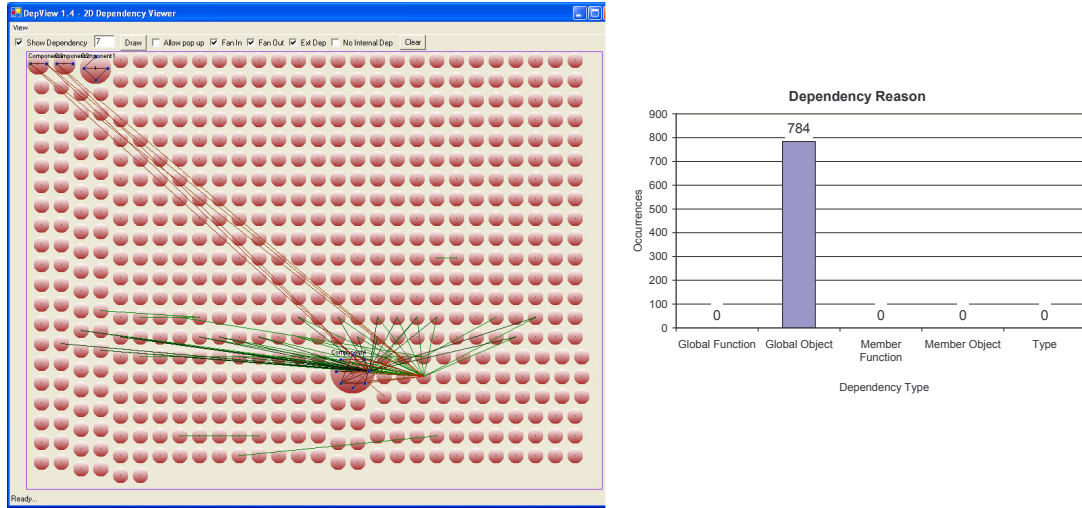 DepView 1.4 - 2D Dependency Viewer
View
Show Dependency 7 Draw Allow pop up Fan In Fan Out Ext Dep No Internal Dep Clear
Component1
Component
Ready...
Dependency Reason
900
800
700
600
500
400
300
200
100
0
Occurrences
784
0
0
0
0
Global Function
Global Object
Member
Function
Member Object
Type
Dependency Type